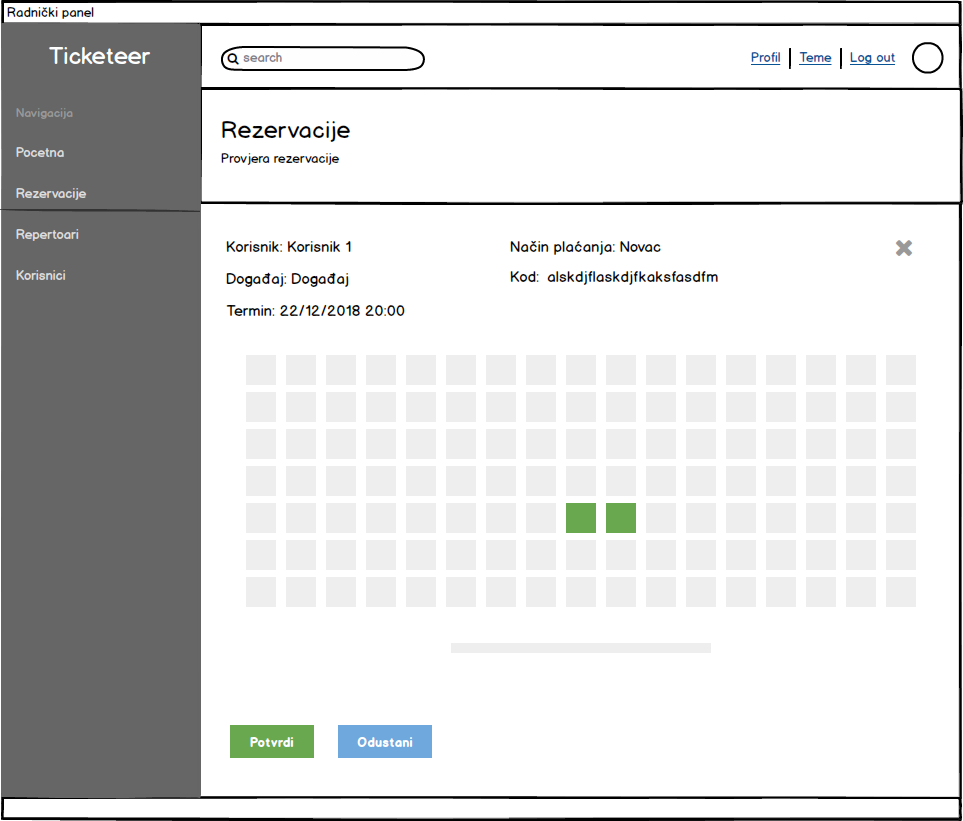 Radnički panel
Ticketeer
search
Profil
Teme
Log out
Navigacija
Pocetna
Rezervacije
Repertoari
Korisnici
Rezervacije
Provjera rezervacije
Korisnik: Korisnik 1
Način plaćanja: Novac
Događaj: Događaj
Kod: alskdjflaskdjfkaksfasdfm
Termin: 22/12/2018 20:00
Potvrdi
Odustani